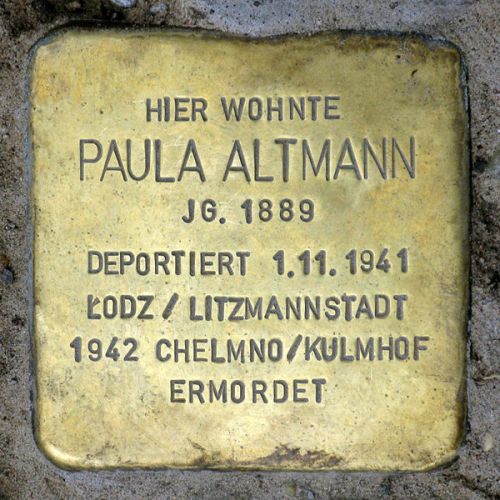 HIER WOHNTE
PAULA ALTMANN
JG. 1889
DEPORTIERT 1.11.1941
ŁODZ / LITZMANNSTADT
1942 CHELMNO/KULMHOF
ERMORDET